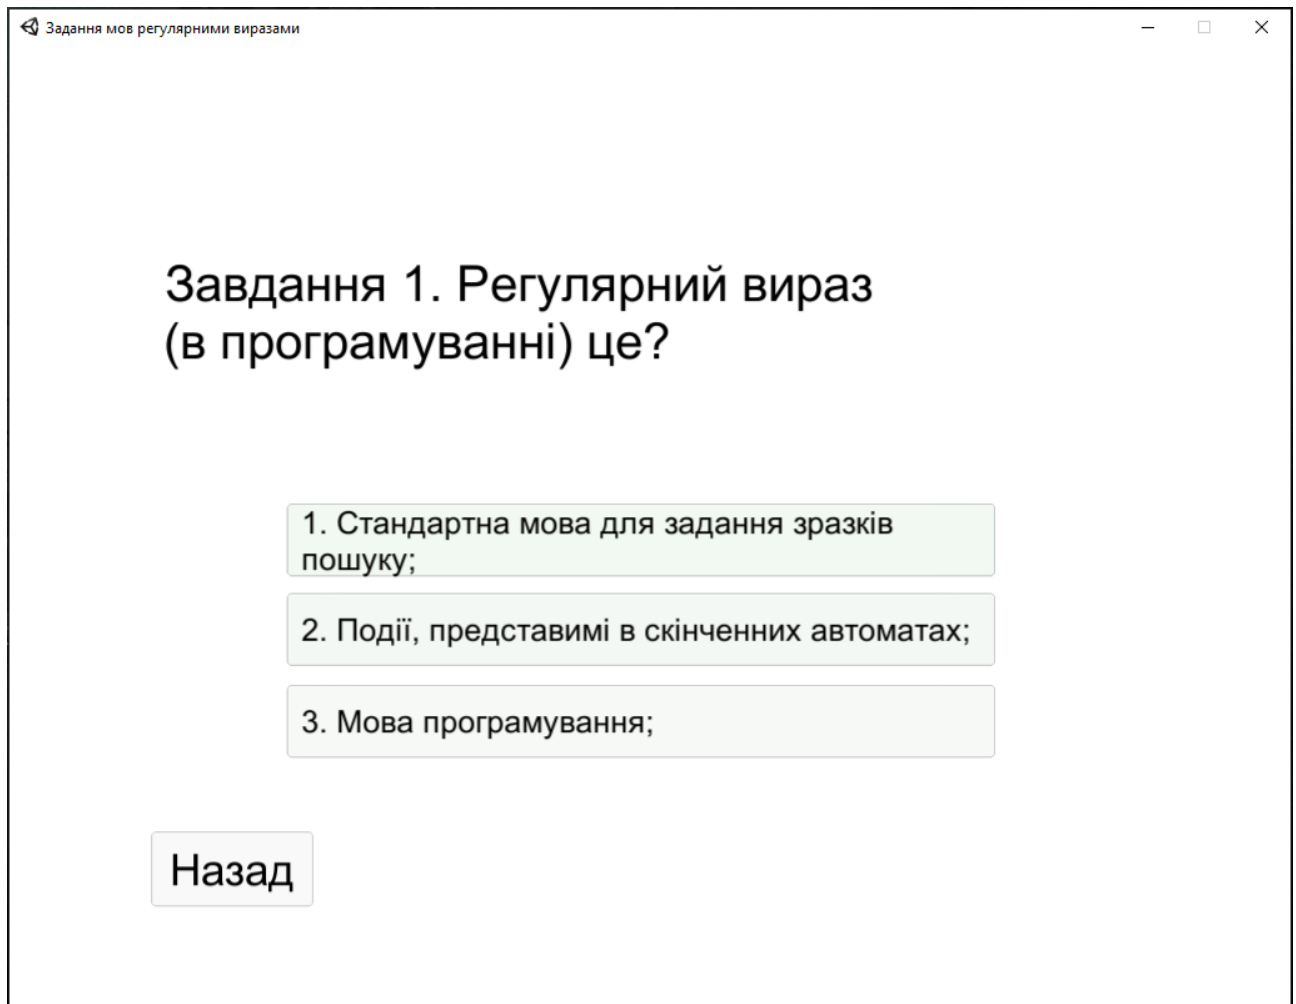 Задання мов регулярними виразами
Завдання 1. Регулярний вираз
(в програмуванні) це?
1. Стандартна мова для задання зразків
пошуку;
2. Події, представимі в скінченних автоматах;
3. Мова програмування;
Назад